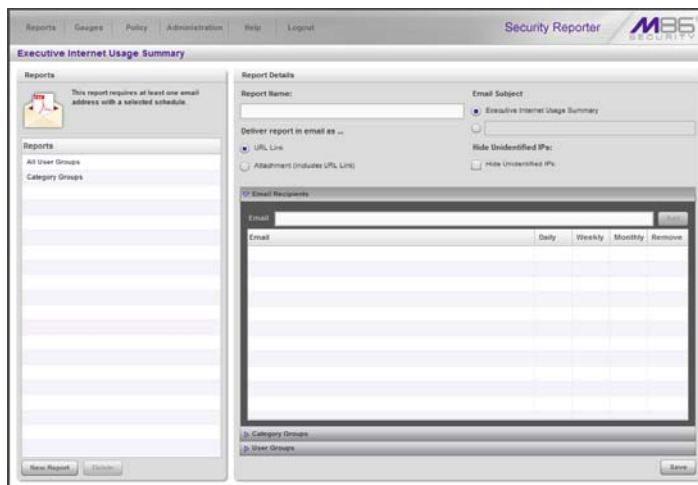 Reports Gauges Policy Administration Help Logout
Security Reporter
M86 SECURITY
Executive Internet Usage Summary
Reports
This report requires at least one email
address with a selected schedule.
Reports
All User Groups
Category Groups
New Report Delete
Report Details
Report Name:
Deliver report in email as ...
URL Link
Attachment (includes URL Link)
Email Subject
Executive Internet Usage Summary
Hide Unidentified IPs:
Hide Unidentified IPs
Email Recipients
Email Add
Email Daily Weekly Monthly Remove
Category Groups
User Groups
Save